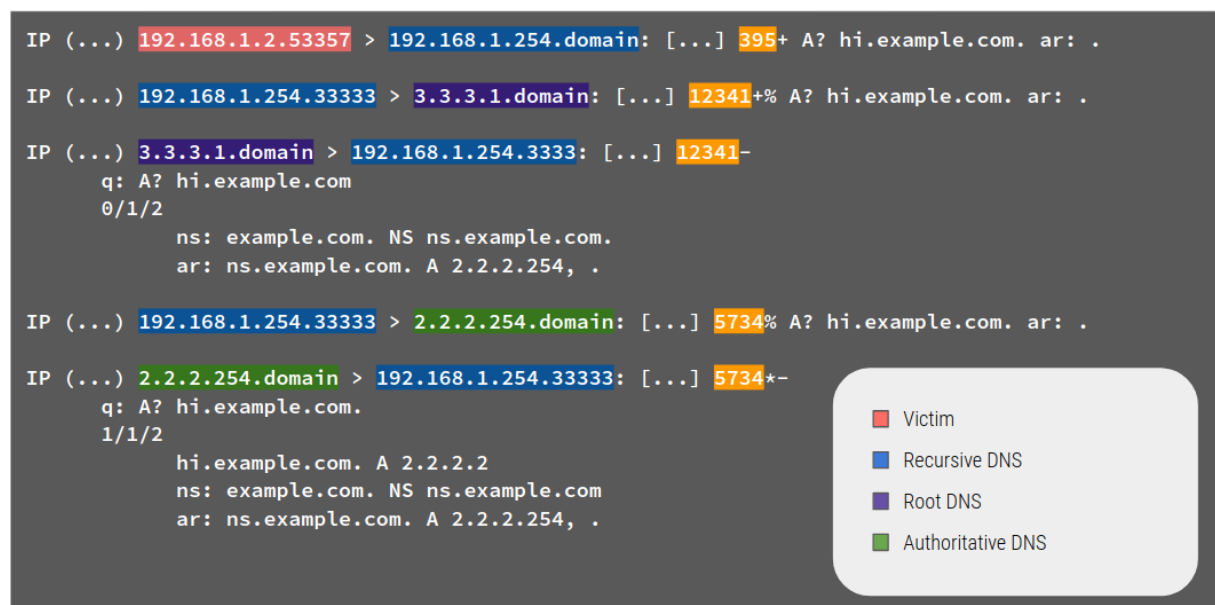 IP (...) 192.168.1.2.53357 > 192.168.1.254.domain: [...] 395+ A? hi.example.com. ar: .
IP (...) 192.168.1.254.33333 > 3.3.3.1.domain: [...] 12341+% A? hi.example.com. ar: .
IP (...) 3.3.3.1.domain > 192.168.1.254.3333: [...] 12341-
q: A? hi.example.com
0/1/2
ns: example.com. NS ns.example.com.
ar: ns.example.com. A 2.2.2.254, .
IP (...) 192.168.1.254.33333 > 2.2.2.254.domain: [...] 5734% A? hi.example.com. ar: .
IP (...) 2.2.2.254.domain > 192.168.1.254.33333: [...] 5734*-
q: A? hi.example.com.
1/1/2
hi.example.com. A 2.2.2.2
ns: example.com. NS ns.example.com
ar: ns.example.com. A 2.2.2.254, .
Victim
Recursive DNS
Root DNS
Authoritative DNS